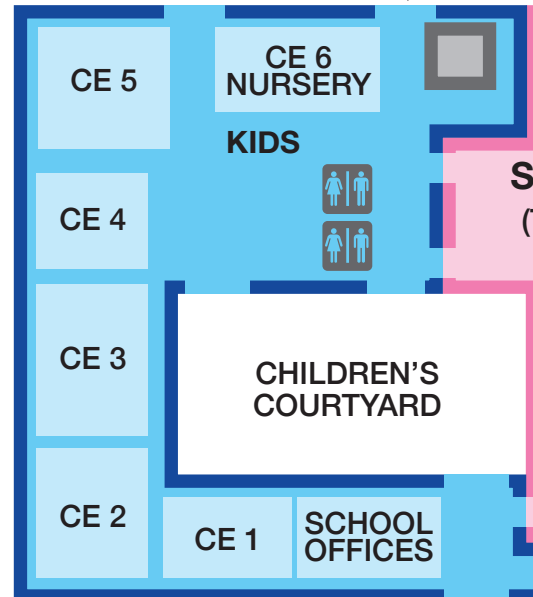 CE 5
CE 6
NURSERY
KIDS
CE 4
CE 3
CHILDREN'S
COURTYARD
CE 2
CE 1
SCHOOL
OFFICES